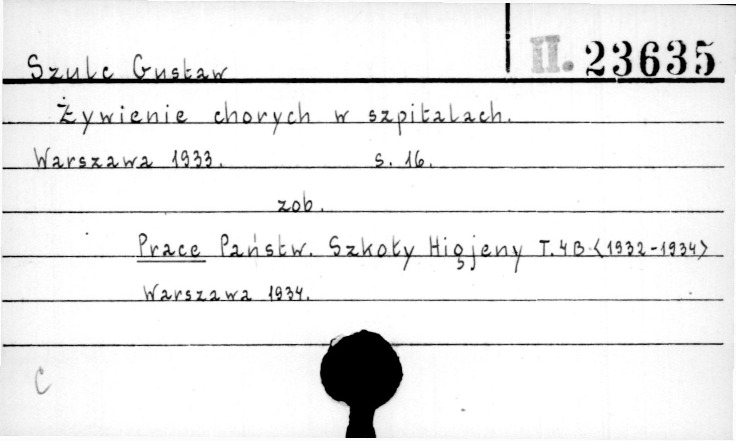 II. 23635
Szulc Gustaw
Żywienie chorych w szpitalach.
Warszawa 1933. s. 16.
zob.
Prace Państw. Szkoły Higjeny T. 4B <1932-1934>
Warszawa 1934.
C